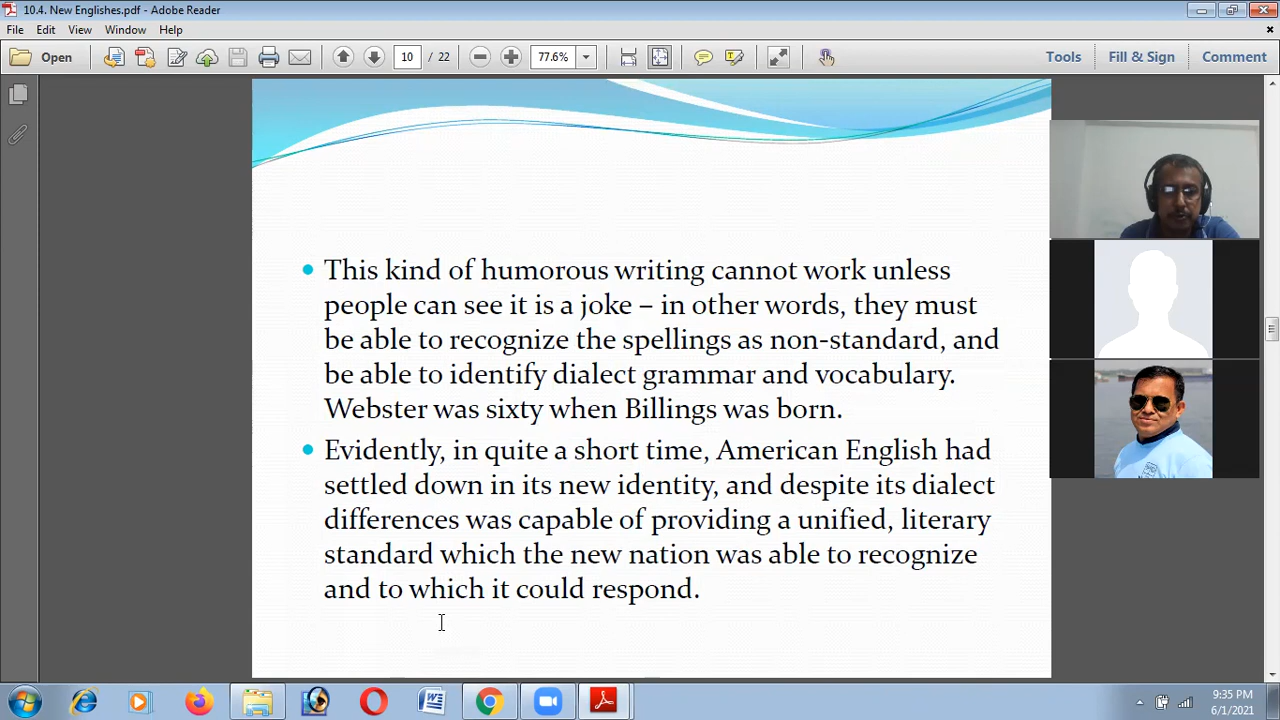 10.4. New Englishes.pdf - Adobe Reader
File Edit View Window Help
Open 10 / 22 77.6% Tools Fill & Sign Comment
• This kind of humorous writing cannot work unless
people can see it is a joke – in other words, they must
be able to recognize the spellings as non-standard, and
be able to identify dialect grammar and vocabulary.
Webster was sixty when Billings was born.
• Evidently, in quite a short time, American English had
settled down in its new identity, and despite its dialect
differences was capable of providing a unified, literary
standard which the new nation was able to recognize
and to which it could respond.
9:35 PM
6/1/2021